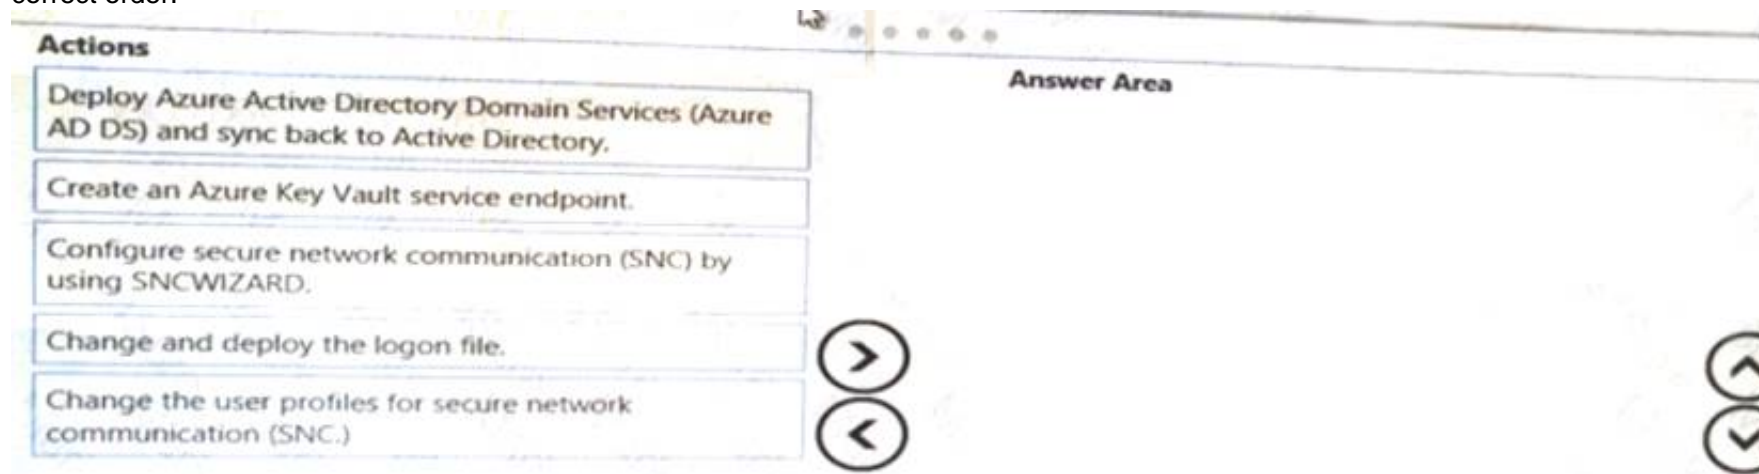 correct order.
Actions
Answer Area
Deploy Azure Active Directory Domain Services (Azure
AD DS) and sync back to Active Directory.
Create an Azure Key Vault service endpoint.
Configure secure network communication (SNC) by
using SNCWIZARD.
Change and deploy the logon file.
Change the user profiles for secure network
communication (SNC.)